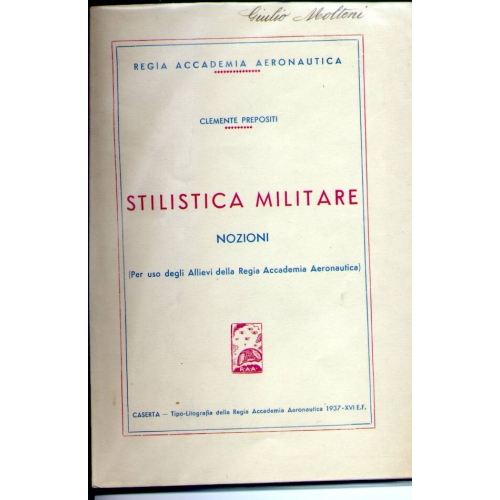 Giulio Molteni
REGIA ACCADEMIA AERONAUTICA
CLEMENTE PREPOSITI
STILISTICA MILITARE
NOZIONI
(Per uso degli Allievi della Regia Accademia Aeronautica)
R.A.A.
CASERTA — Tipo-Litografia della Regia Accademia Aeronautica 1937-XVI E.F.